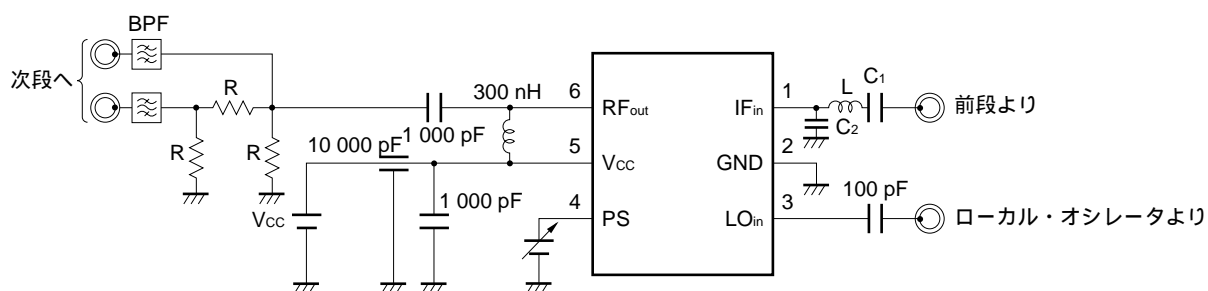 BPF
次段へ
R
R
R
300 nH
1 000 pF
10 000 pF
1 000 pF
VCC
6
5
4
RFout
VCC
PS
IFin
GND
LOin
1
2
3
L
C1
C2
100 pF
前段より
ローカル・オシレータより